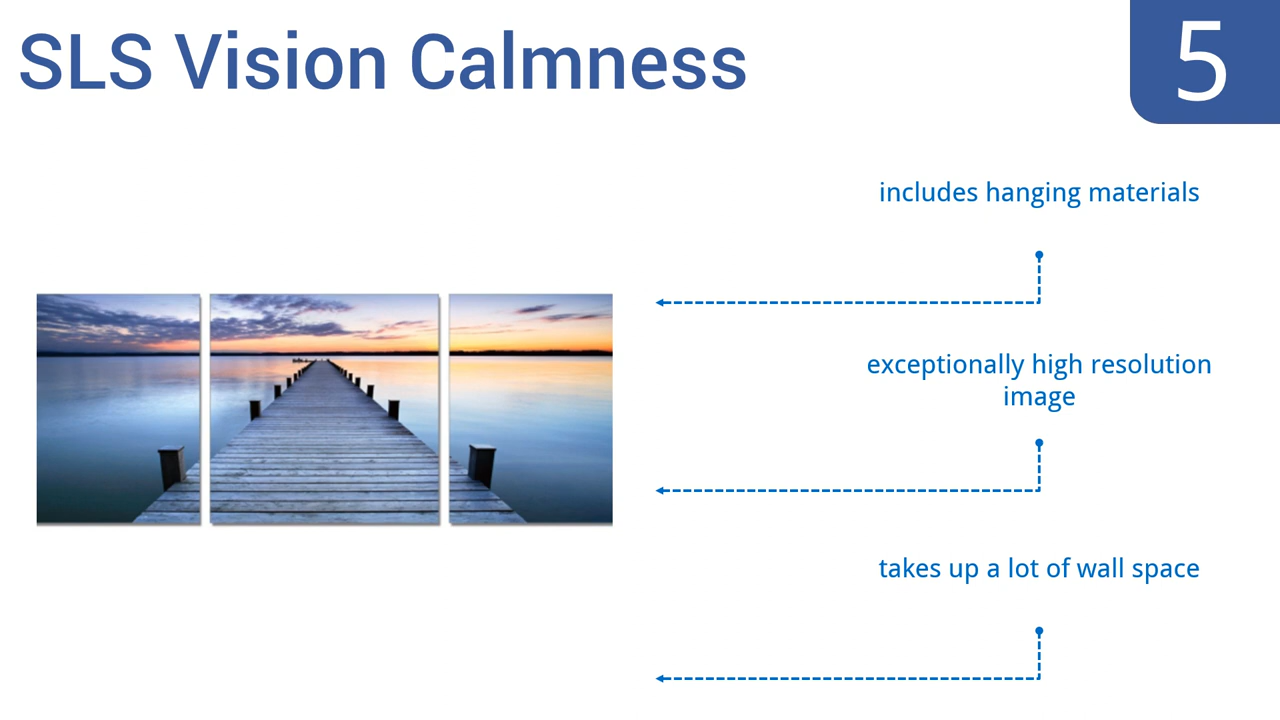 SLS Vision Calmness
5
includes hanging materials
exceptionally high resolution
image
takes up a lot of wall space